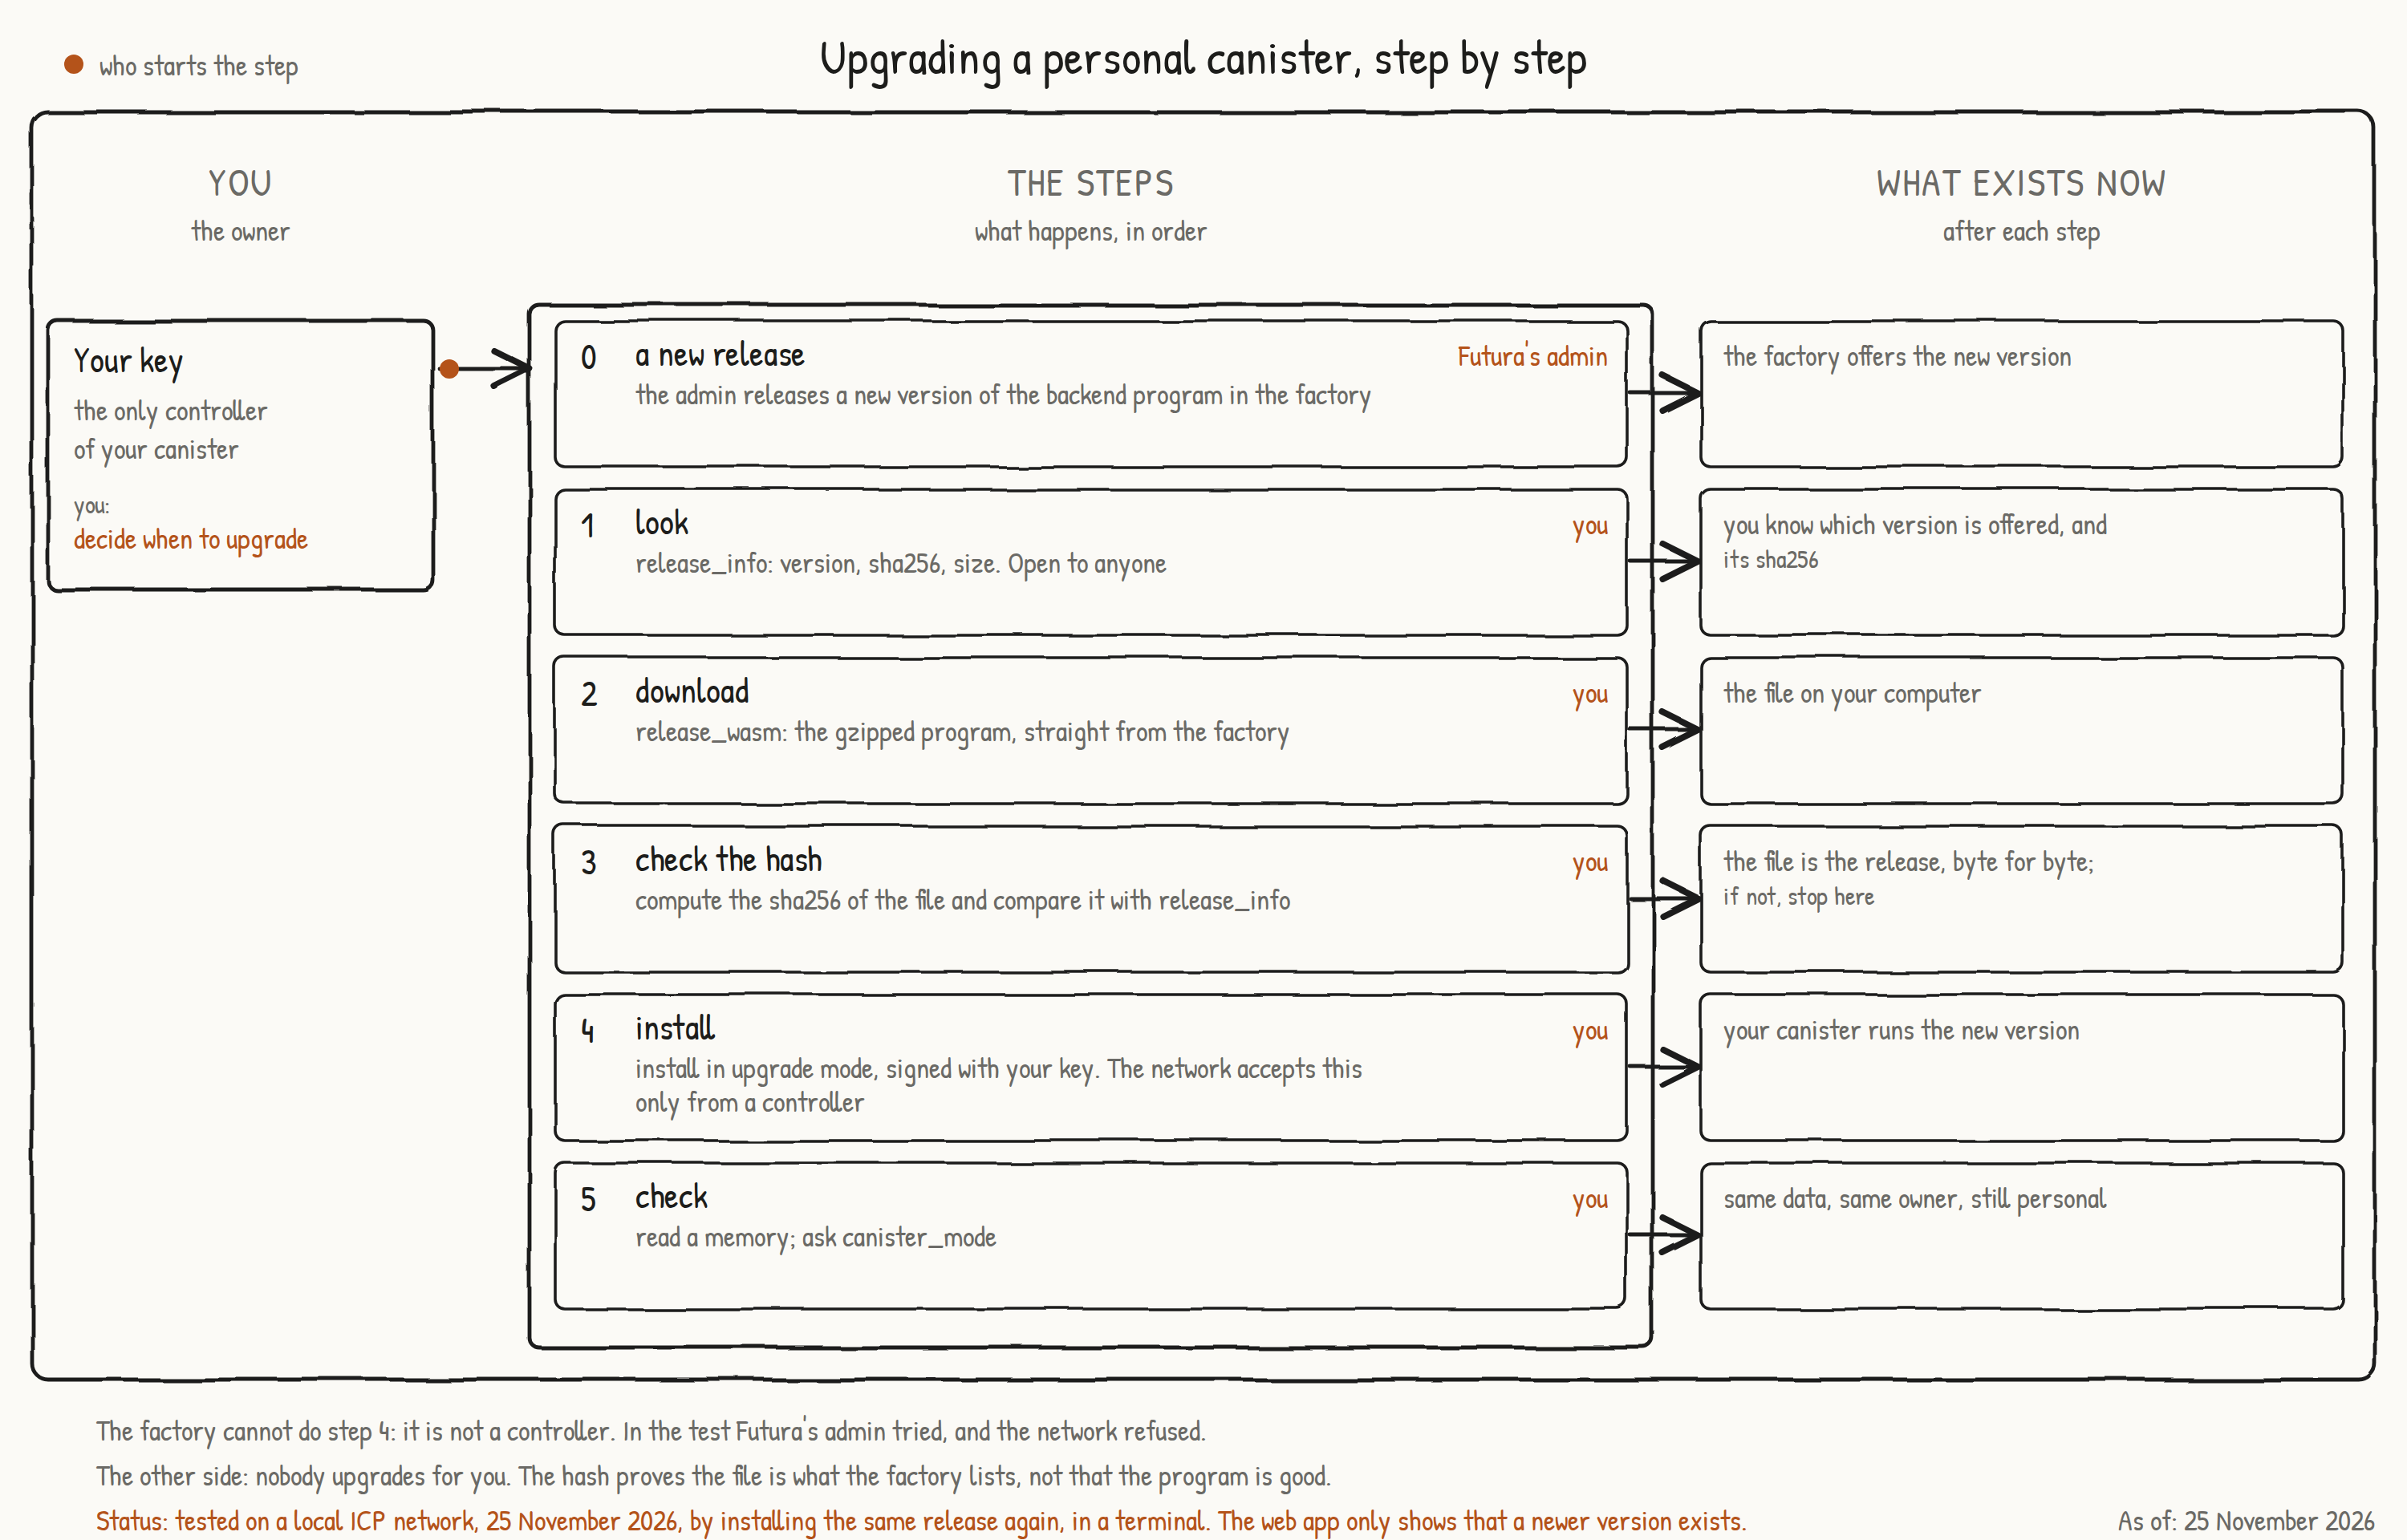 who starts the step
Upgrading a personal canister, step by step
YOU
the owner
THE STEPS
what happens, in order
WHAT EXISTS NOW
after each step
Your key
the only controller
of your canister
you:
decide when to upgrade
0 a new release Futura's admin
the admin releases a new version of the backend program in the factory
the factory offers the new version
1 look you
release_info: version, sha256, size. Open to anyone
you know which version is offered, and
its sha256
2 download you
release_wasm: the gzipped program, straight from the factory
the file on your computer
3 check the hash you
compute the sha256 of the file and compare it with release_info
the file is the release, byte for byte;
if not, stop here
4 install you
install in upgrade mode, signed with your key. The network accepts this
only from a controller
your canister runs the new version
5 check you
read a memory; ask canister_mode
same data, same owner, still personal
The factory cannot do step 4: it is not a controller. In the test Futura's admin tried, and the network refused.
The other side: nobody upgrades for you. The hash proves the file is what the factory lists, not that the program is good.
Status: tested on a local ICP network, 25 November 2026, by installing the same release again, in a terminal. The web app only shows that a newer version exists.
As of: 25 November 2026